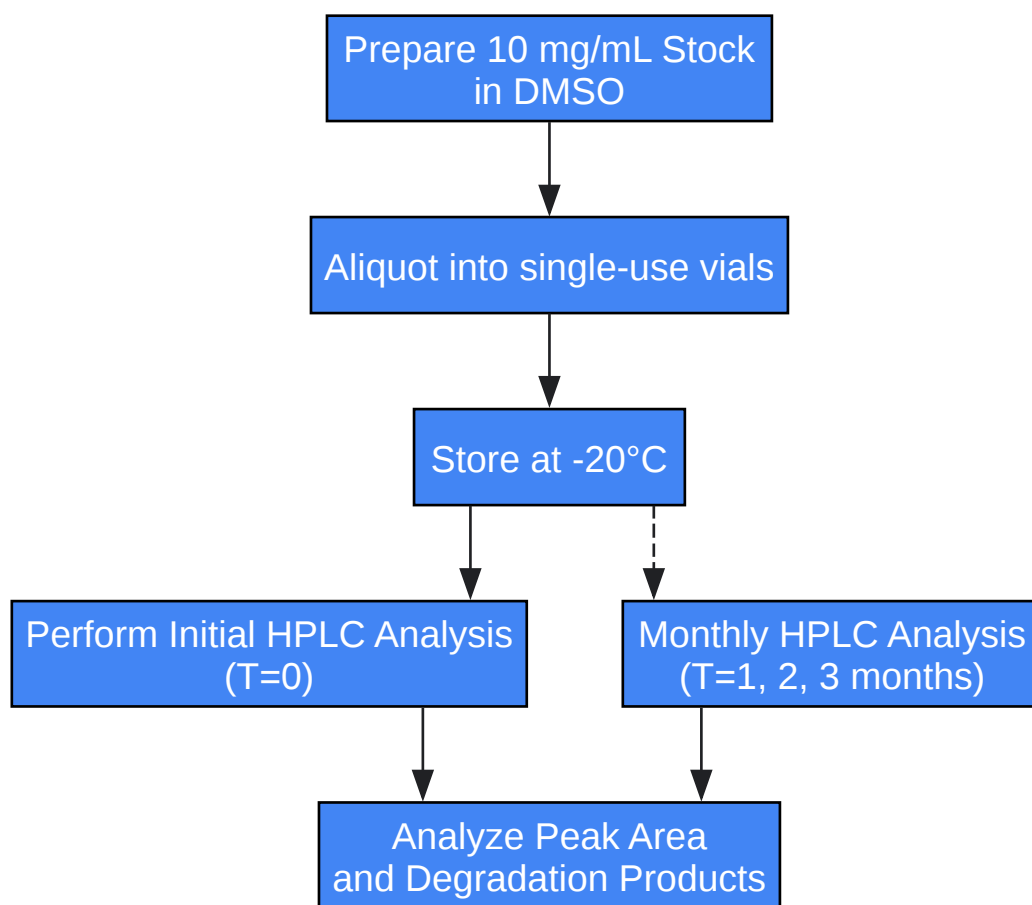 Prepare 10 mg/mL Stock
in DMSO
Aliquot into single-use vials
Store at -20°C
Perform Initial HPLC Analysis
(T=0)
Monthly HPLC Analysis
(T=1, 2, 3 months)
Analyze Peak Area
and Degradation Products